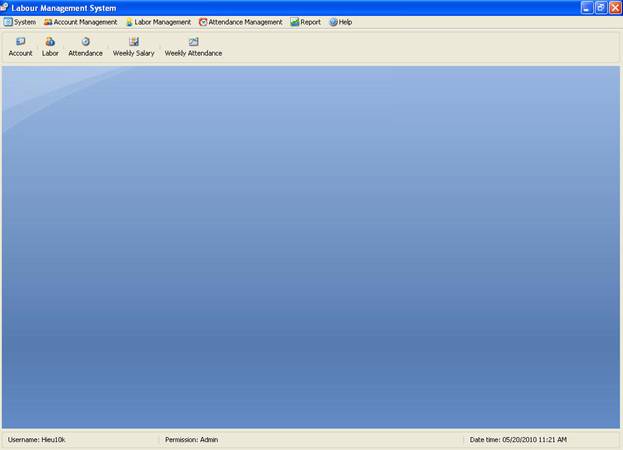 Labour Management System
System Account Management Labor Management Attendance Management Report Help
Account Labor Attendance Weekly Salary Weekly Attendance
Username: Hieu10k Permission: Admin Date time: 05/20/2010 11:21 AM